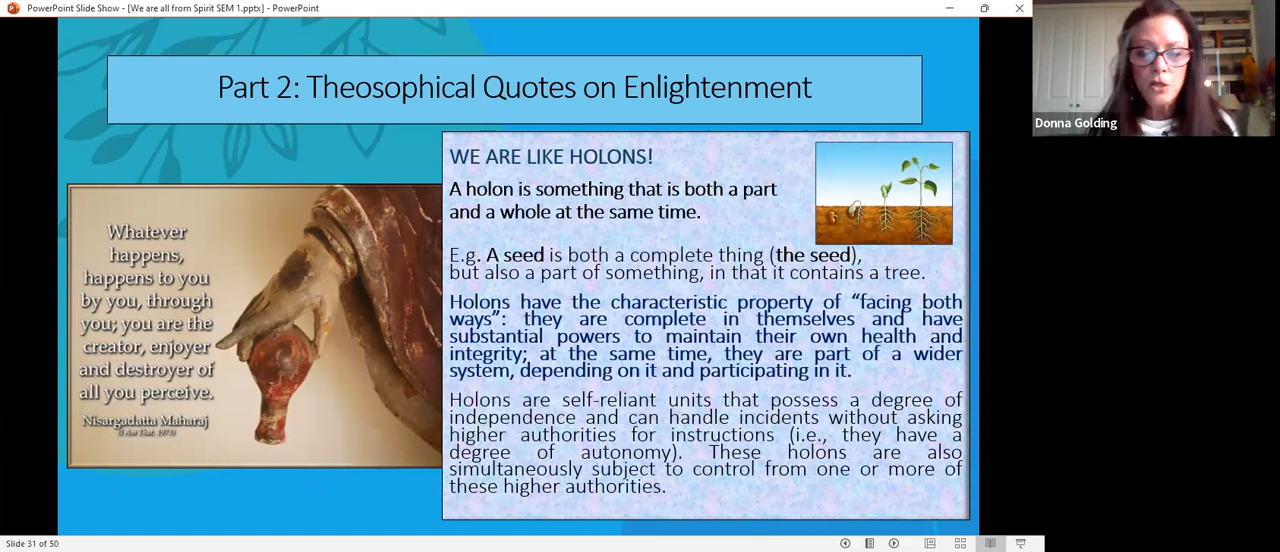 PowerPoint Slide Show - [We are all from Spirit SEM 1.pptx] - PowerPoint
Part 2: Theosophical Quotes on Enlightenment
Whatever
happens,
happens to you
by you, through
you; you are the
creator, enjoyer
and destroyer of
all you perceive.
Nisargadatta Maharaj
(I Am That, 1973)
WE ARE LIKE HOLONS!
A holon is something that is both a part
and a whole at the same time.
E.g. A seed is both a complete thing (the seed),
but also a part of something, in that it contains a tree.
Holons have the characteristic property of “facing both
ways”: they are complete in themselves and have
substantial powers to maintain their own health and
integrity; at the same time, they are part of a wider
system, depending on it and participating in it.
Holons are self-reliant units that possess a degree of
independence and can handle incidents without asking
higher authorities for instructions (i.e., they have a
degree of autonomy). These holons are also
simultaneously subject to control from one or more of
these higher authorities.
Donna Golding
Slide 31 of 50